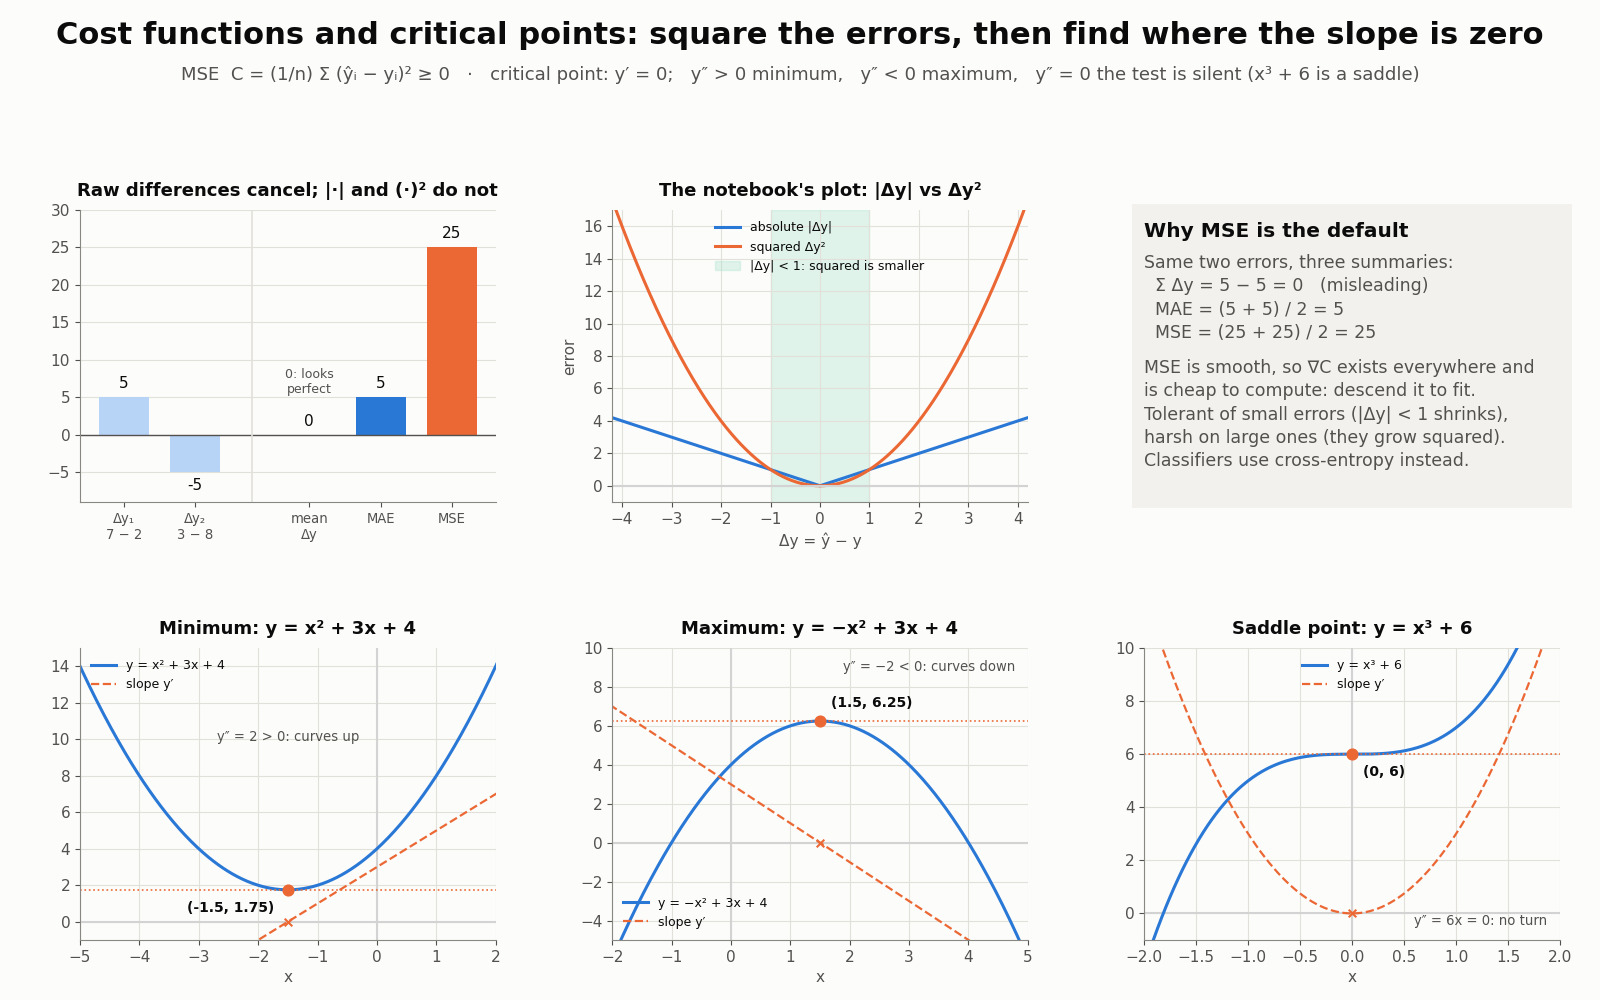 Cost functions and critical points: square the errors, then find where the slope is zero
MSE C = (1/n) Σ (ŷᵢ − yᵢ)² ≥ 0 · critical point: y′ = 0; y″ > 0 minimum, y″ < 0 maximum, y″ = 0 the test is silent (x³ + 6 is a saddle)
Raw differences cancel; |·| and (·)² do not
30
25
20
15
10
5
0
−5
5
-5
0: looks
perfect
0
5
25
Δy₁
7 − 2
Δy₂
3 − 8
mean
Δy
MAE
MSE
The notebook's plot: |Δy| vs Δy²
absolute |Δy|
squared Δy²
|Δy| < 1: squared is smaller
error
16
14
12
10
8
6
4
2
0
−4 −3 −2 −1 0 1 2 3 4
Δy = ŷ − y
Why MSE is the default
Same two errors, three summaries:
Σ Δy = 5 − 5 = 0 (misleading)
MAE = (5 + 5) / 2 = 5
MSE = (25 + 25) / 2 = 25
MSE is smooth, so ∇C exists everywhere and
is cheap to compute: descend it to fit.
Tolerant of small errors (|Δy| < 1 shrinks),
harsh on large ones (they grow squared).
Classifiers use cross-entropy instead.
Minimum: y = x² + 3x + 4
y = x² + 3x + 4
slope y′
y″ = 2 > 0: curves up
(-1.5, 1.75)
14
12
10
8
6
4
2
0
−5 −4 −3 −2 −1 0 1 2
x
Maximum: y = −x² + 3x + 4
y″ = −2 < 0: curves down
(1.5, 6.25)
y = −x² + 3x + 4
slope y′
10
8
6
4
2
0
−2
−4
−2 −1 0 1 2 3 4 5
x
Saddle point: y = x³ + 6
y = x³ + 6
slope y′
(0, 6)
y″ = 6x = 0: no turn
10
8
6
4
2
0
−2.0 −1.5 −1.0 −0.5 0.0 0.5 1.0 1.5 2.0
x